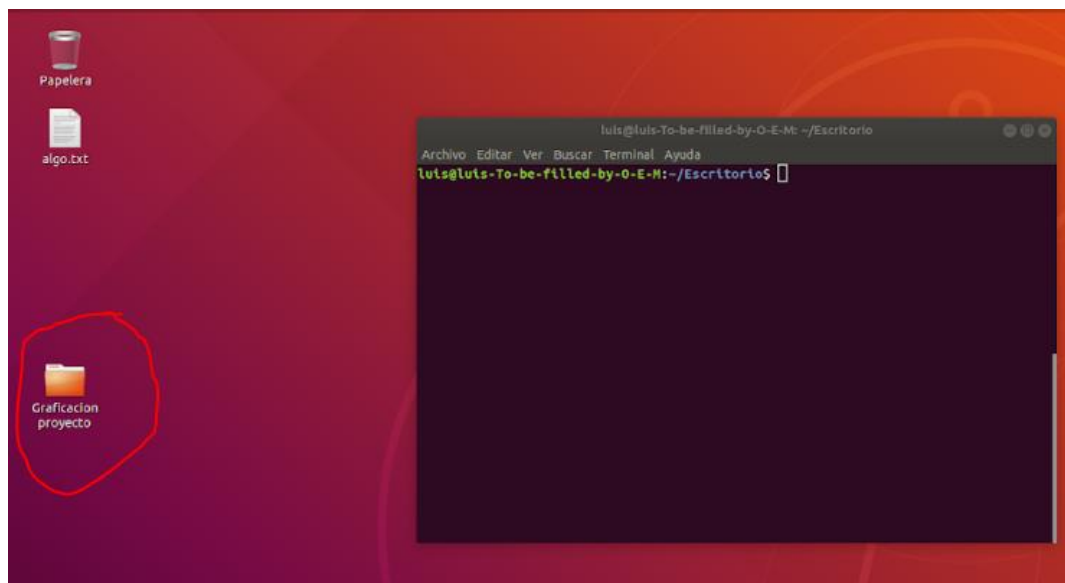 Papelera
algo.txt
Graficacion
proyecto
luis@luis-To-be-filled-by-O-E-M: ~/Escritorio
Archivo Editar Ver Buscar Terminal Ayuda
luis@luis-To-be-filled-by-O-E-M:~/Escritorio$